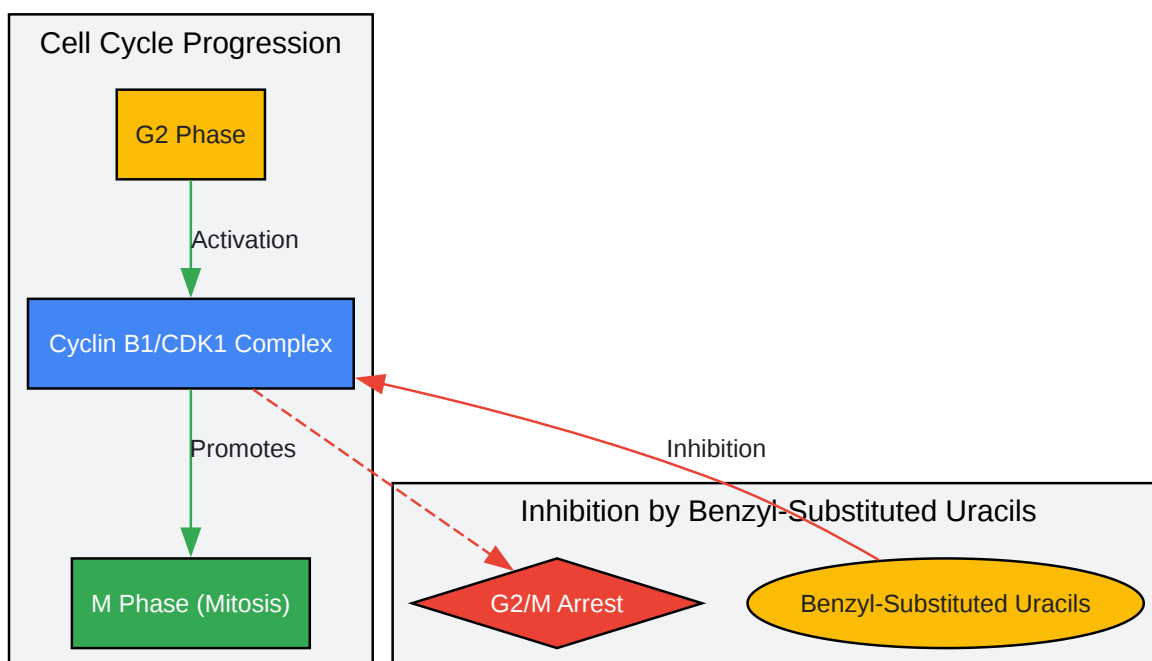 Cell Cycle Progression
G2 Phase
Activation
Cyclin B1/CDK1 Complex
Promotes
Inhibition
M Phase (Mitosis)
Inhibition by Benzyl-Substituted Uracils
G2/M Arrest
Benzyl-Substituted Uracils